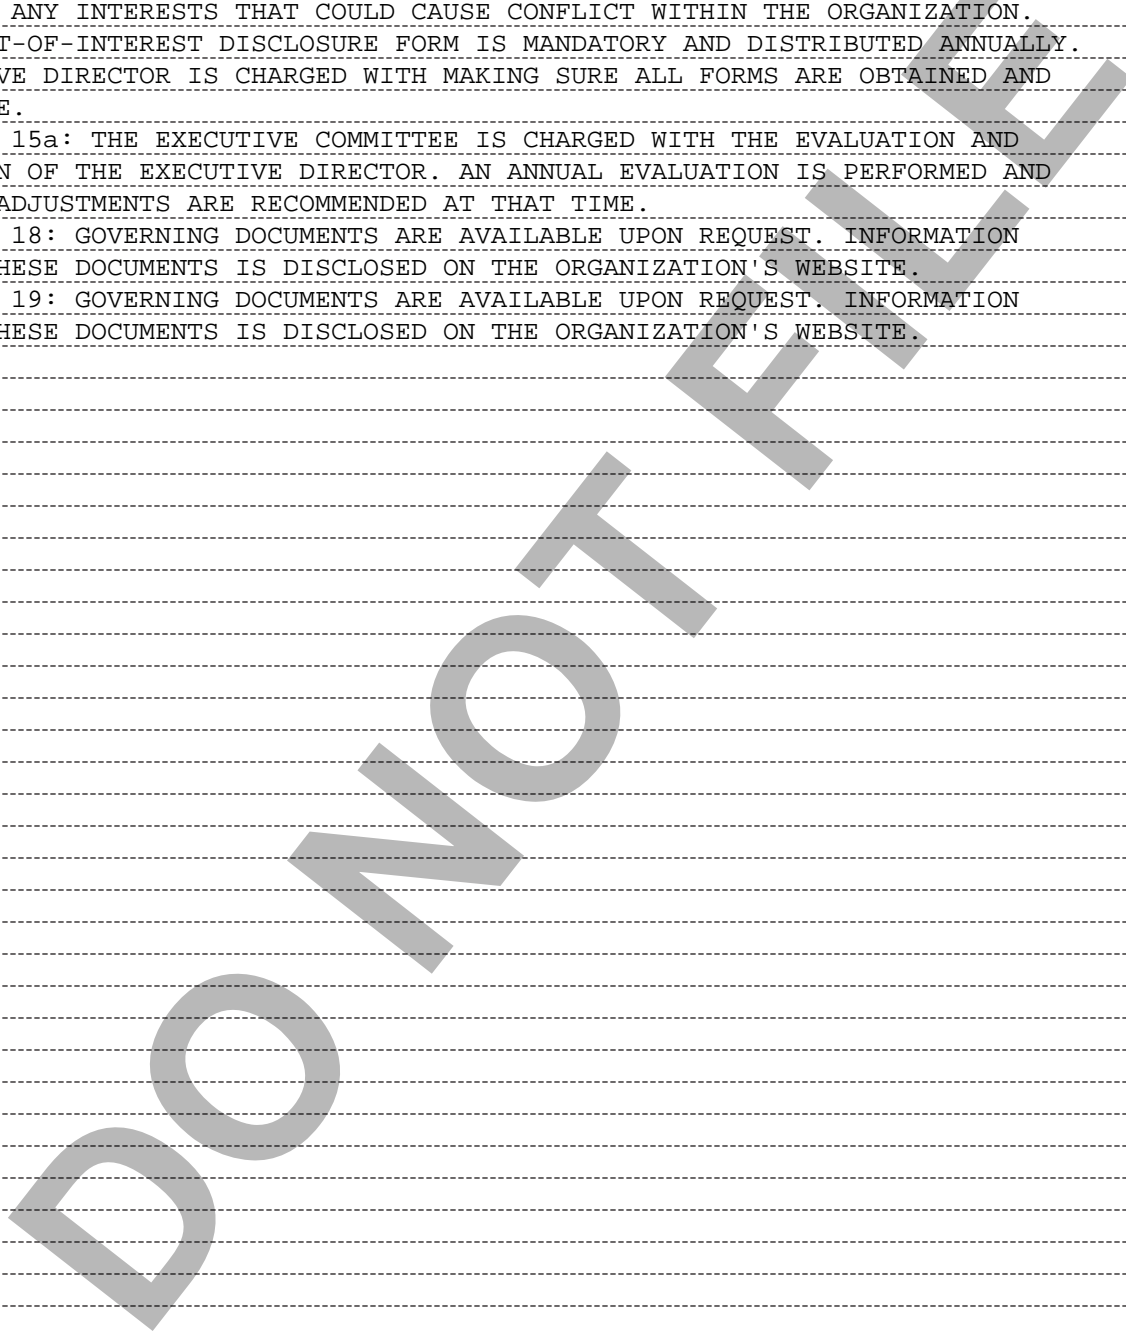 ANY INTERESTS THAT COULD CAUSE CONFLICT WITHIN THE ORGANIZATION.
T-OF-INTEREST DISCLOSURE FORM IS MANDATORY AND DISTRIBUTED ANNUALLY.
VE DIRECTOR IS CHARGED WITH MAKING SURE ALL FORMS ARE OBTAINED AND
E.
15a: THE EXECUTIVE COMMITTEE IS CHARGED WITH THE EVALUATION AND
N OF THE EXECUTIVE DIRECTOR. AN ANNUAL EVALUATION IS PERFORMED AND
ADJUSTMENTS ARE RECOMMENDED AT THAT TIME.
18: GOVERNING DOCUMENTS ARE AVAILABLE UPON REQUEST. INFORMATION
HESE DOCUMENTS IS DISCLOSED ON THE ORGANIZATION'S WEBSITE.
19: GOVERNING DOCUMENTS ARE AVAILABLE UPON REQUEST. INFORMATION
HESE DOCUMENTS IS DISCLOSED ON THE ORGANIZATION'S WEBSITE.
DO NOT FILE